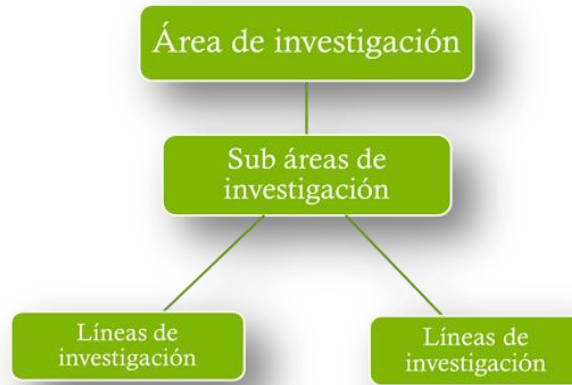 Área de investigación
Sub áreas de
investigación
Líneas de
investigación
Líneas de
investigación